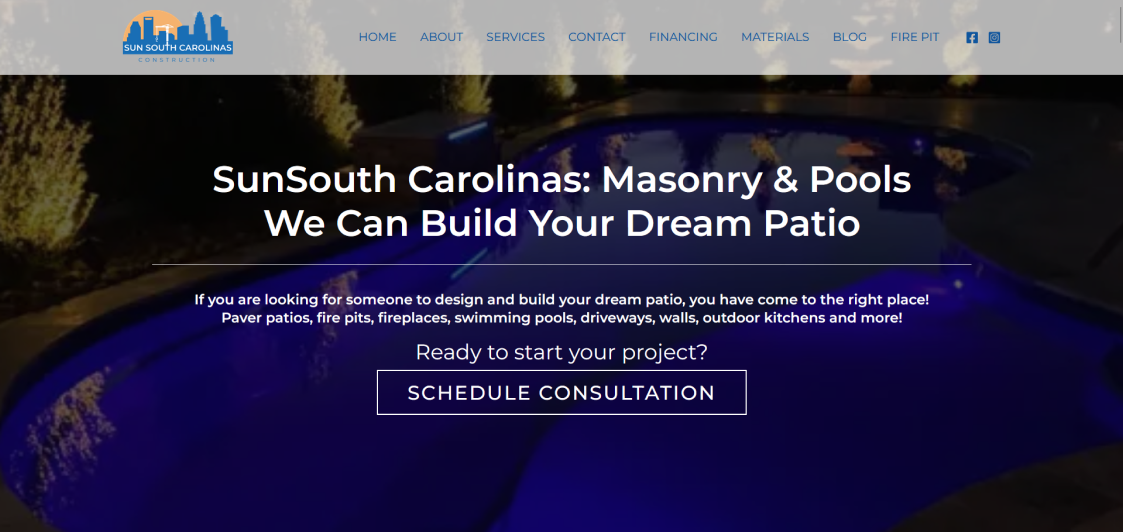 SUN SOUTH CAROLINAS
CONSTRUCTION
HOME ABOUT SERVICES CONTACT FINANCING MATERIALS BLOG FIRE PIT
SunSouth Carolinas: Masonry & Pools
We Can Build Your Dream Patio
If you are looking for someone to design and build your dream patio, you have come to the right place!
Paver patios, fire pits, fireplaces, swimming pools, driveways, walls, outdoor kitchens and more!
Ready to start your project?
SCHEDULE CONSULTATION